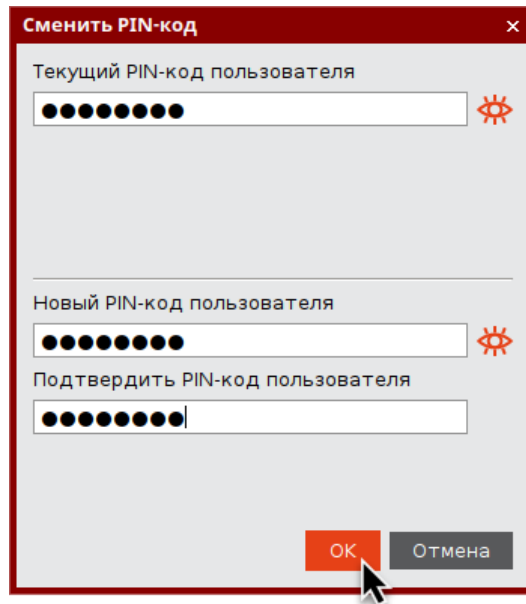 Сменить PIN-код
Текущий PIN-код пользователя
●●●●●●●●
Новый PIN-код пользователя
●●●●●●●●
Подтвердить PIN-код пользователя
●●●●●●●●
OK
Отмена